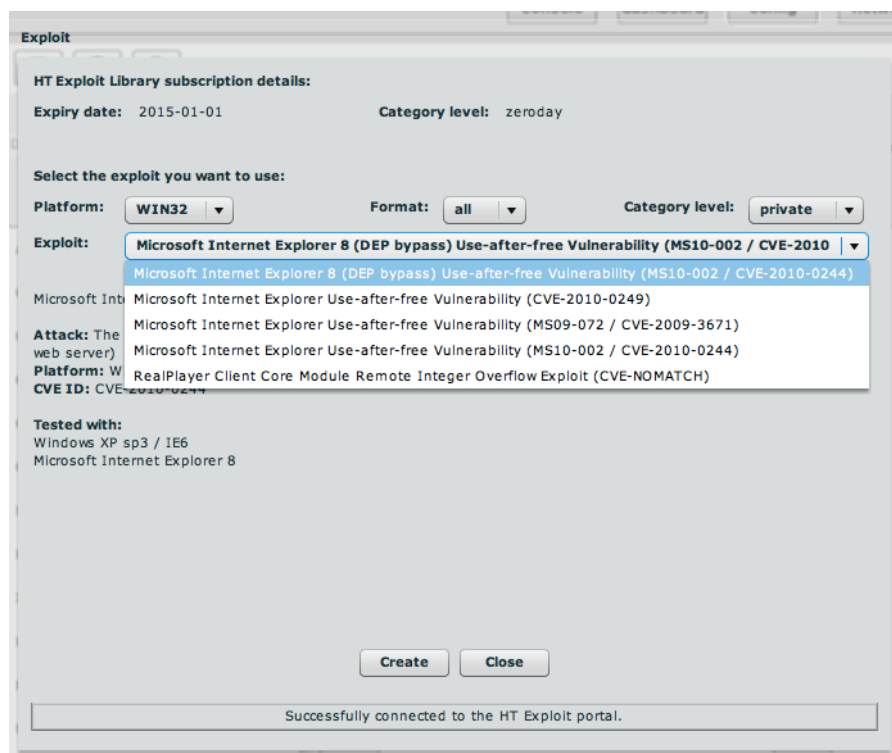 Exploit
HT Exploit Library subscription details:
Expiry date: 2015-01-01 Category level: zeroday
Select the exploit you want to use:
Platform: WIN32 Format: all Category level: private
Exploit: Microsoft Internet Explorer 8 (DEP bypass) Use-after-free Vulnerability (MS10-002 / CVE-2010
Microsoft Internet Explorer 8 (DEP bypass) Use-after-free Vulnerability (MS10-002 / CVE-2010-0244)
Microsoft Int Microsoft Internet Explorer Use-after-free Vulnerability (CVE-2010-0249)
Attack: The Microsoft Internet Explorer Use-after-free Vulnerability (MS09-072 / CVE-2009-3671)
web server) Microsoft Internet Explorer Use-after-free Vulnerability (MS10-002 / CVE-2010-0244)
Platform: W RealPlayer Client Core Module Remote Integer Overflow Exploit (CVE-NOMATCH)
CVE ID: CVE-2010-0244
Tested with:
Windows XP sp3 / IE6
Microsoft Internet Explorer 8
Create Close
Successfully connected to the HT Exploit portal.